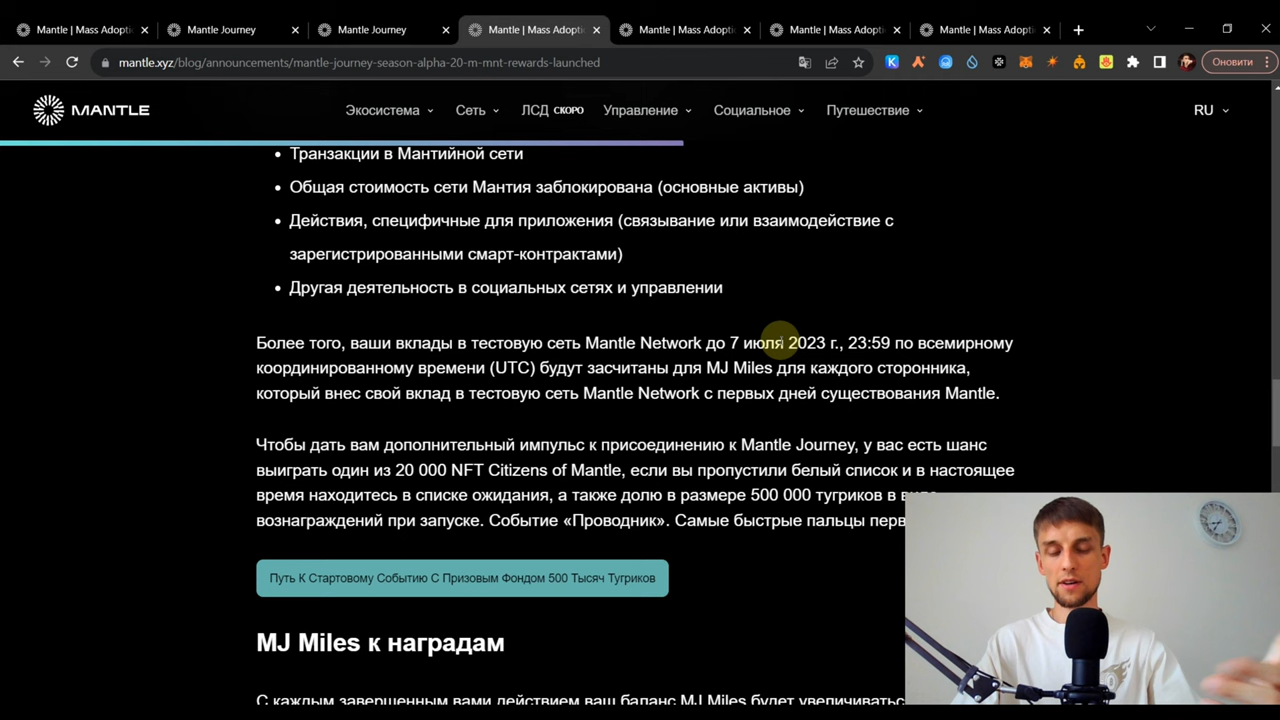 Mantle | Mass Adopti
Mantle Journey
Mantle Journey
Mantle | Mass Adoption
Mantle | Mass Adopti
Mantle | Mass Adopti
Mantle | Mass Adopti
mantle.xyz/blog/announcements/mantle-journey-season-alpha-20-m-mnt-rewards-launched
Оновити
MANTLE
Экосистема
Сеть
ЛСД СКОРО
Управление
Социальное
Путешествие
RU
Транзакции в Мантийной сети
Общая стоимость сети Мантия заблокирована (основные активы)
Действия, специфичные для приложения (связывание или взаимодействие с
зарегистрированными смарт-контрактами)
Другая деятельность в социальных сетях и управлении
Более того, ваши вклады в тестовую сеть Mantle Network до 7 июля 2023 г., 23:59 по всемирному
координированному времени (UTC) будут засчитаны для MJ Miles для каждого сторонника,
который внес свой вклад в тестовую сеть Mantle Network с первых дней существования Mantle.
Чтобы дать вам дополнительный импульс к присоединению к Mantle Journey, у вас есть шанс
выиграть один из 20 000 NFT Citizens of Mantle, если вы пропустили белый список и в настоящее
время находитесь в списке ожидания, а также долю в размере 500 000 тугриков в
вознаграждений при запуске. Событие «Проводник». Самые быстрые пальцы
Путь К Стартовому Событию С Призовым Фондом 500 Тысяч Тугриков
MJ Miles к наградам
С каждым завершенным вами действием ваш баланс MJ Miles будет